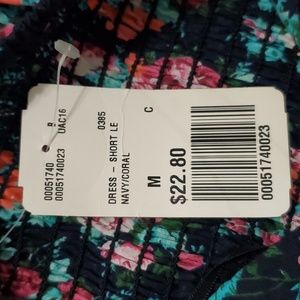 B
UAC16
00051740
00051740023
0385
DRESS – SHORT LE
NAVY/CORAL
C
M
$22.80
00051740023